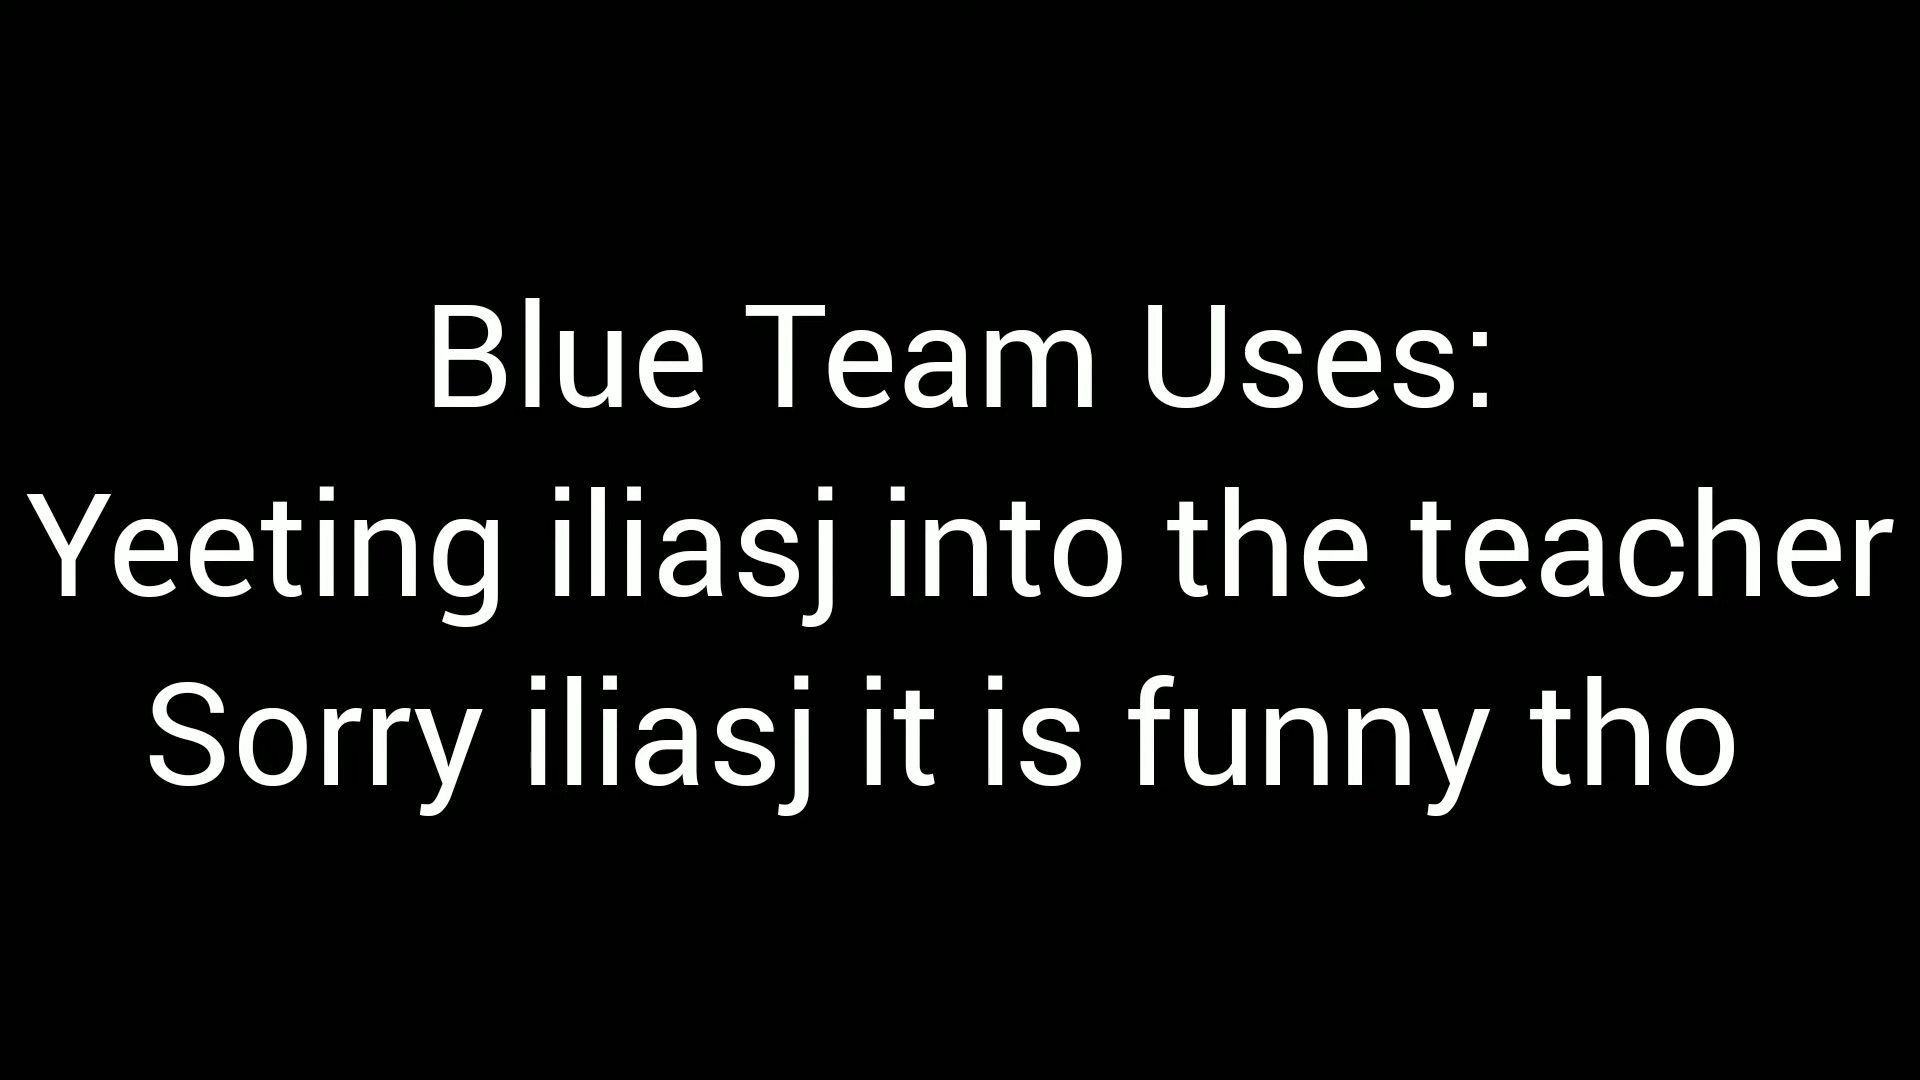 Blue Team Uses:
Yeeting iliasj into the teacher
Sorry iliasj it is funny tho